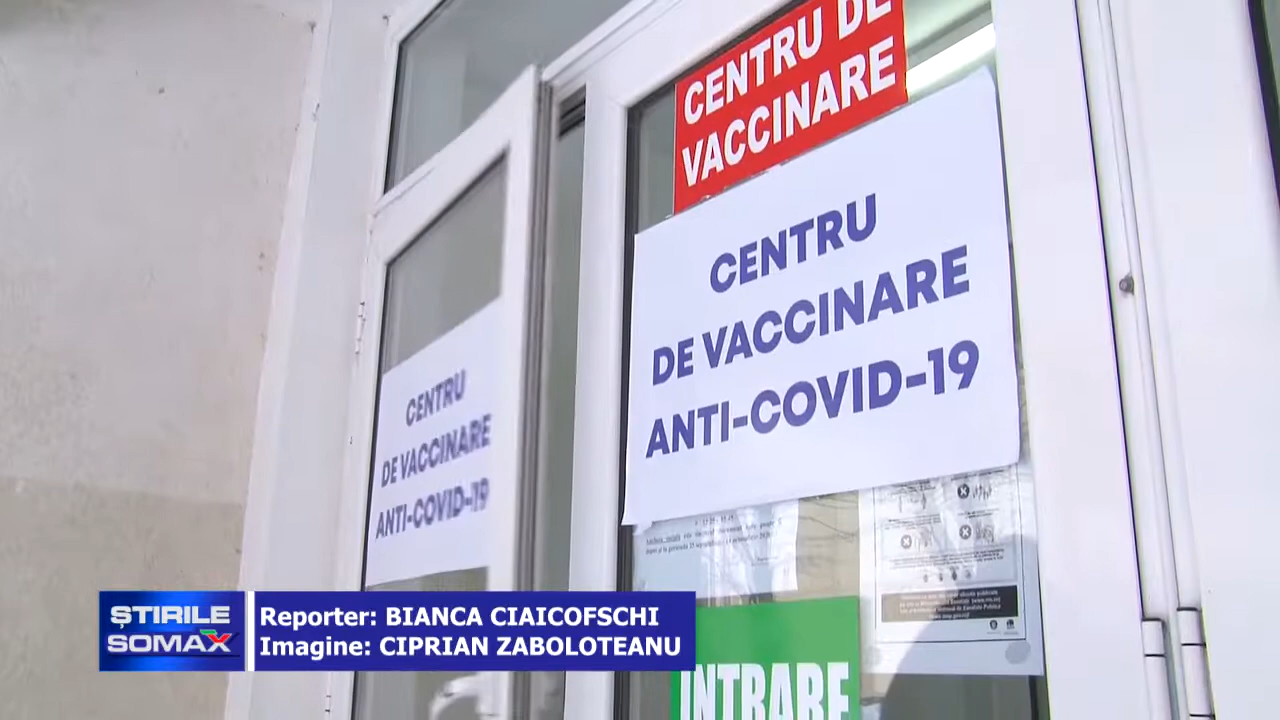 CENTRU DE
VACCINARE
CENTRU
DE VACCINARE
ANTI-COVID-19
CENTRU
DE VACCINARE
ANTI-COVID-19
INTRARE
ȘTIRILE
SOMAX
Reporter: BIANCA CIAICOFSCHI
Imagine: CIPRIAN ZABOLOTEANU